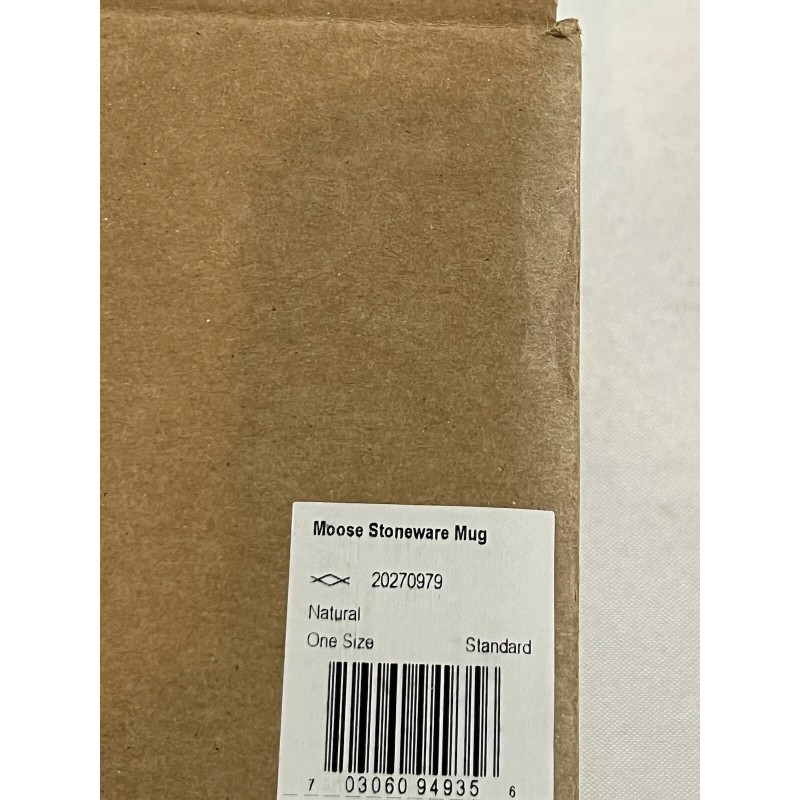 Moose Stoneware Mug
20270979
Natural
One Size Standard
7 03060 94935 6